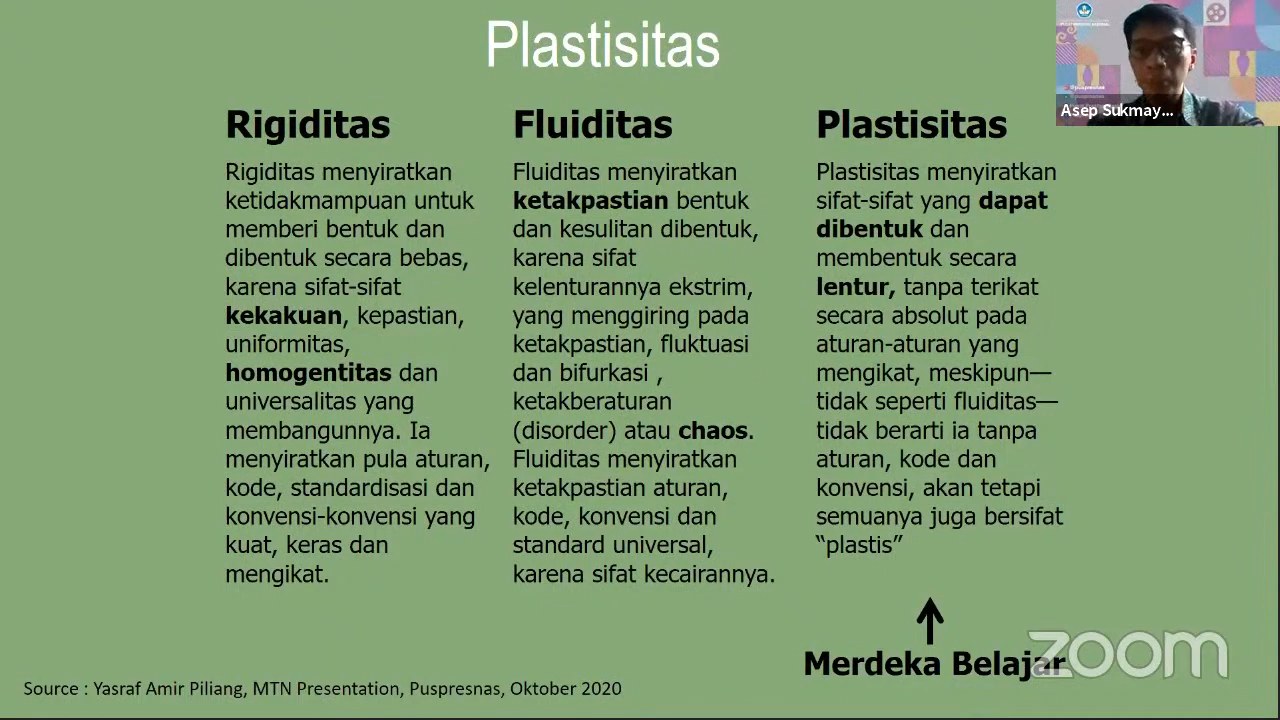 Plastisitas
Rigiditas
Rigiditas menyiratkan
ketidakmampuan untuk
memberi bentuk dan
dibentuk secara bebas,
karena sifat-sifat
kekakuan, kepastian,
uniformitas,
homogentitas dan
universalitas yang
membangunnya. Ia
menyiratkan pula aturan,
kode, standardisasi dan
konvensi-konvensi yang
kuat, keras dan
mengikat.
Fluiditas
Fluiditas menyiratkan
ketakpastian bentuk
dan kesulitan dibentuk,
karena sifat
kelenturannya ekstrim,
yang menggiring pada
ketakpastian, fluktuasi
dan bifurkasi ,
ketakberaturan
(disorder) atau chaos.
Fluiditas menyiratkan
ketakpastian aturan,
kode, konvensi dan
standard universal,
karena sifat kecairannya.
Plastisitas
Plastisitas menyiratkan
sifat-sifat yang dapat
dibentuk dan
membentuk secara
lentur, tanpa terikat
secara absolut pada
aturan-aturan yang
mengikat, meskipun—
tidak seperti fluiditas—
tidak berarti ia tanpa
aturan, kode dan
konvensi, akan tetapi
semuanya juga bersifat
“plastis”
Merdeka Belajar
Source : Yasraf Amir Piliang, MTN Presentation, Puspresnas, Oktober 2020
Asep Sukmay...
zoom